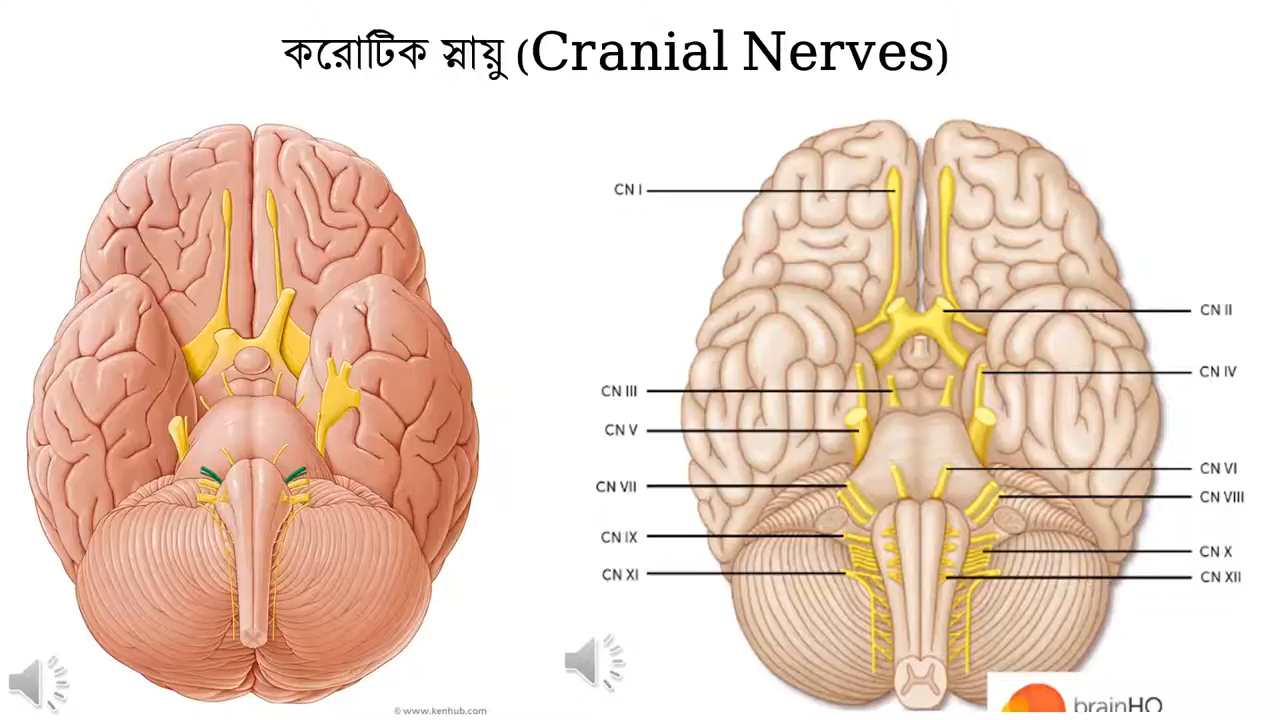 করোটিক স্নায়ু (Cranial Nerves)
CN I
CN II
CN IV
CN III
CN V
CN VI
CN VII
CN VIII
CN IX
CN X
CN XI
CN XII
© www.kenhub.com
brainHQ